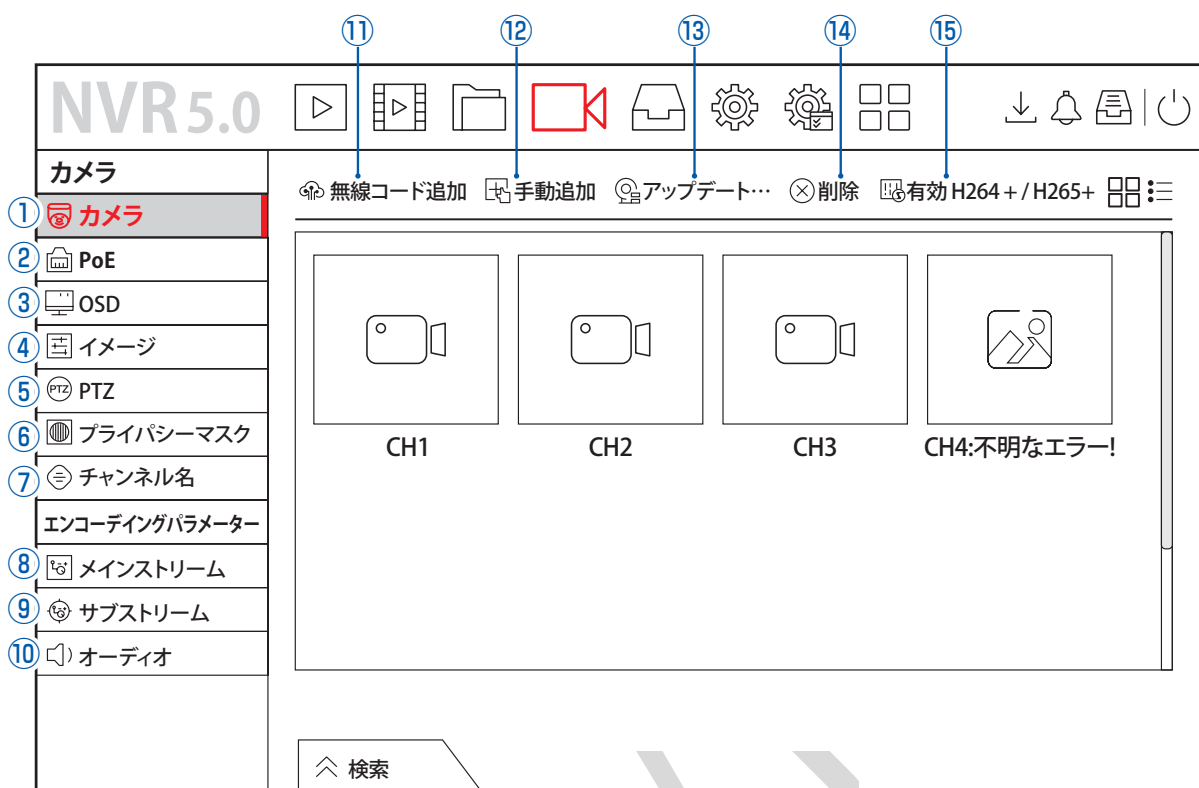 ⑪ ⑫ ⑬ ⑭ ⑮
NVR 5.0
カメラ
無線コード追加 手動追加 アップデート… 削除 有効 H264 + / H265+
① カメラ
② PoE
③ OSD
④ イメージ
⑤ PTZ PTZ
⑥ プライパシーマスク
⑦ チャンネル名
エンコーデイングパラメーター
⑧ メインストリーム
⑨ サブストリーム
⑩ オーディオ
CH1 CH2 CH3 CH4:不明なエラー!
検索